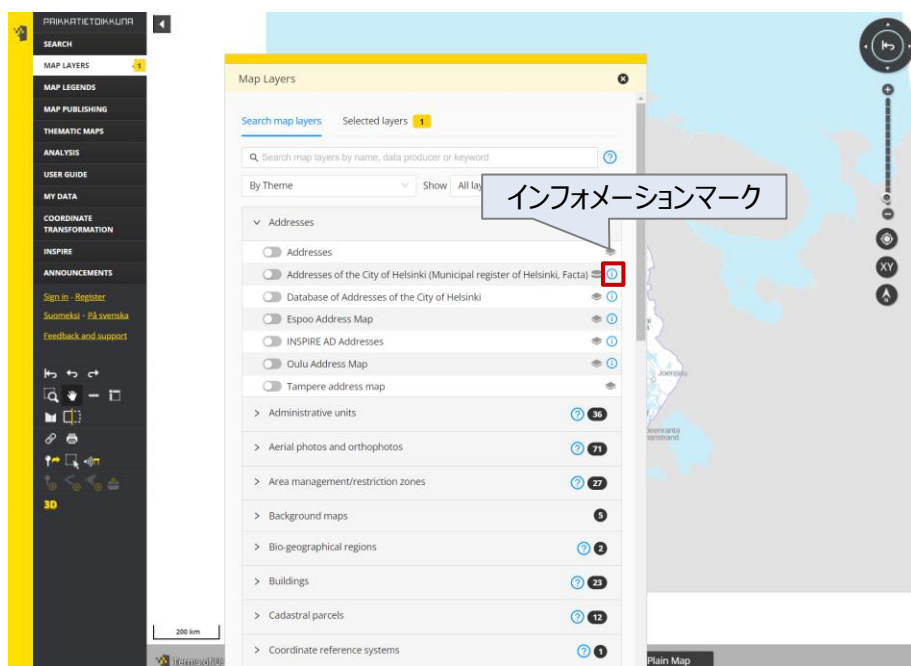 PAIKKATIETOIKKUNA
SEARCH
MAP LAYERS
1
MAP LEGENDS
MAP PUBLISHING
THEMATIC MAPS
ANALYSIS
USER GUIDE
MY DATA
COORDINATE
TRANSFORMATION
INSPIRE
ANNOUNCEMENTS
Sign in - Register
Suomeksi - På svenska
Feedback and support
3D
Map Layers
Search map layers
Selected layers 1
Search map layers by name, data producer or keyword
By Theme
Show All lay
インフォメーションマーク
Addresses
Addresses
Addresses of the City of Helsinki (Municipal register of Helsinki, Facta)
Database of Addresses of the City of Helsinki
Espoo Address Map
INSPIRE AD Addresses
Oulu Address Map
Tampere address map
Administrative units 36
Aerial photos and orthophotos 71
Area management/restriction zones 27
Background maps 5
Bio-geographical regions 2
Buildings 23
Cadastral parcels 12
Coordinate reference systems 1
XY
N
Joensuu
200 km
Terms of Us
Plain Map